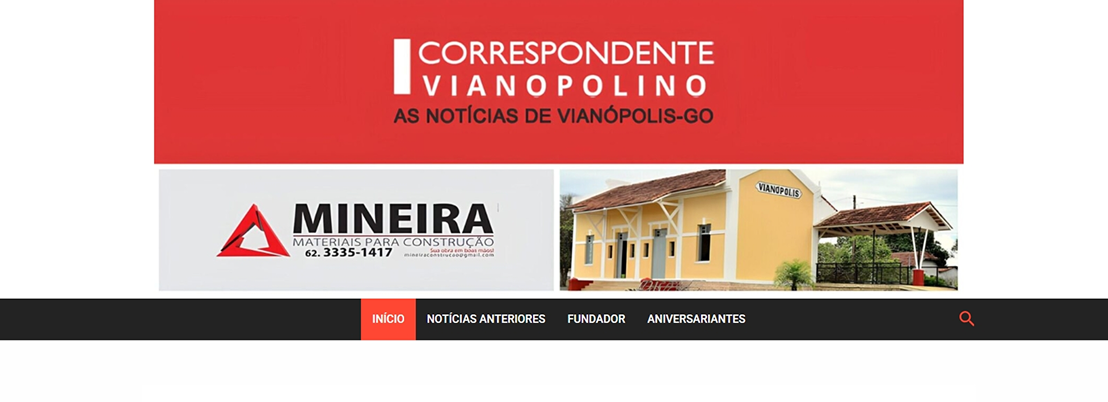 CORRESPONDENTE
VIANOPOLINO
AS NOTÍCIAS DE VIANÓPOLIS-GO
MINEIRA
MATERIAIS PARA CONSTRUÇÃO
Sua obra em boas mãos!
62. 3335-1417
mineiraconstrucao@gmail.com
VIANOPOLIS
INÍCIO
NOTÍCIAS ANTERIORES
FUNDADOR
ANIVERSARIANTES